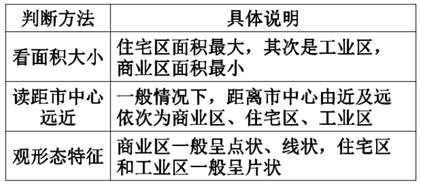 判断方法 具体说明
看面积大小 住宅区面积最大，其次是工业区，
商业区面积最小
读距市中心
远近
一般情况下，距离市中心由近及远
依次为商业区、住宅区、工业区
观形态特征 商业区一般呈点状、线状，住宅区
和工业区一般呈片状